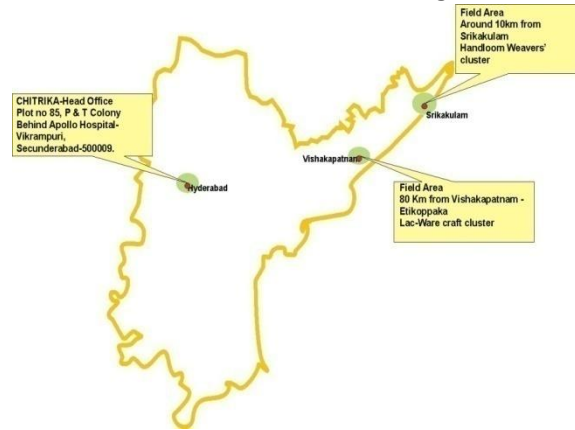 Field Area
Around 10km from
Srikakulam
Handloom Weavers'
cluster
CHITRIKA-Head Office
Plot no 85, P & T Colony
Behind Apollo Hospital-
Vikrampuri,
Secunderabad-500009.
Srikakulam
Vishakapatnam
Hyderabad
Field Area
80 Km from Vishakapatnam -
Etikoppaka
Lac-Ware craft cluster